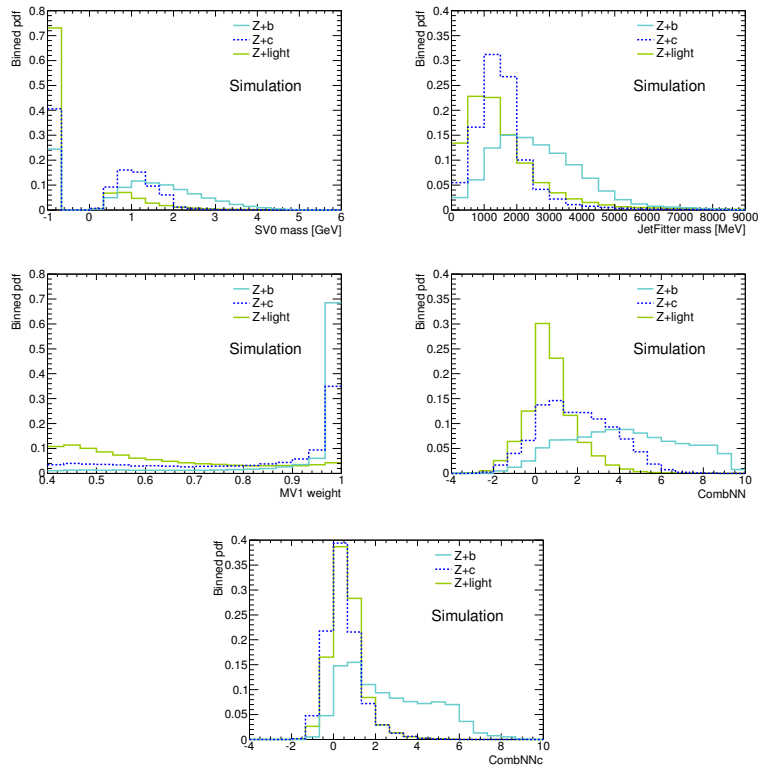 Binned pdf
0.8
0.7
0.6
0.5
0.4
0.3
0.2
0.1
0
-1 0 1 2 3 4 5 6
SV0 mass [GeV]
Z+b
Z+c
Z+light
Simulation
Binned pdf
0.4
0.35
0.3
0.25
0.2
0.15
0.1
0.05
0 1000 2000 3000 4000 5000 6000 7000 8000 9000
JetFitter mass [MeV]
Z+b
Z+c
Z+light
Simulation
Binned pdf
0.8
0.7
0.6
0.5
0.4
0.3
0.2
0.1
0
0.4 0.5 0.6 0.7 0.8 0.9 1
MV1 weight
Z+b
Z+c
Z+light
Simulation
Binned pdf
0.4
0.35
0.3
0.25
0.2
0.15
0.1
0.05
0
-4 -2 0 2 4 6 8 10
CombNN
Z+b
Z+c
Z+light
Simulation
Binned pdf
0.4
0.35
0.3
0.25
0.2
0.15
0.1
0.05
0
-4 -2 0 2 4 6 8 10
CombNNc
Z+b
Z+c
Z+light
Simulation